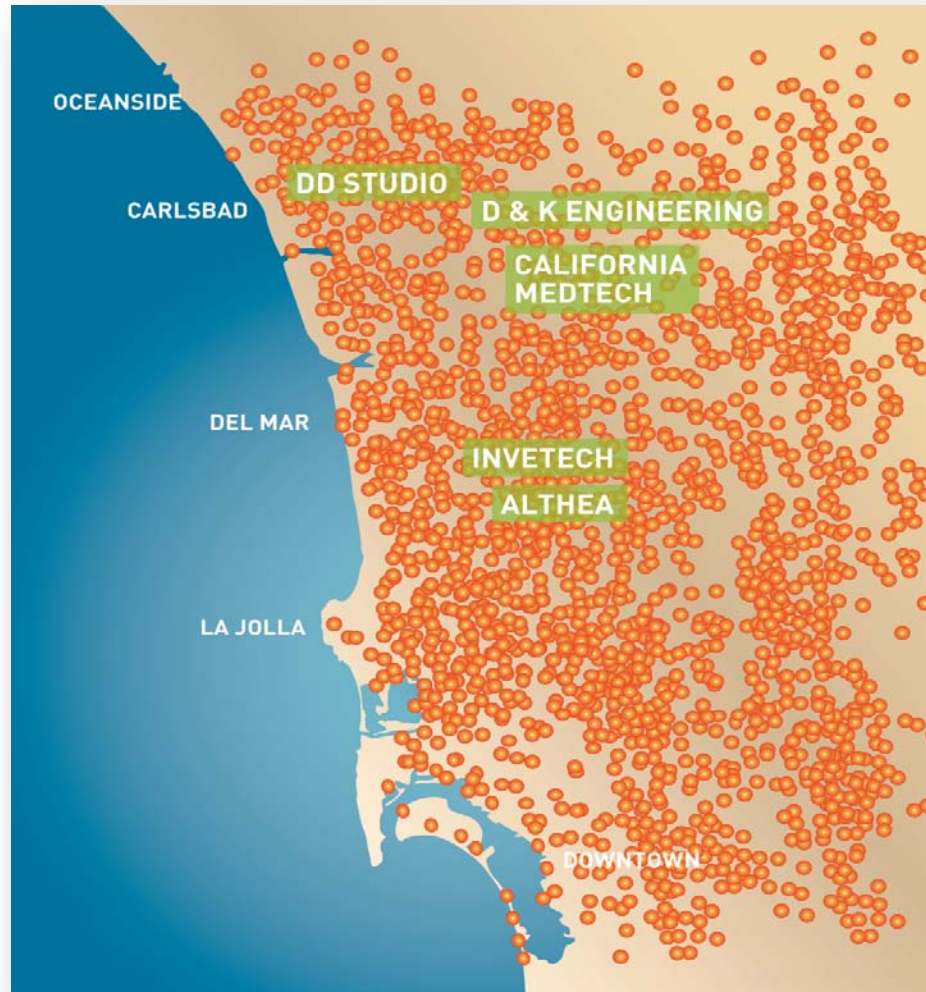 OCEANSIDE
DD STUDIO
CARLSBAD
D & K ENGINEERING
CALIFORNIA
MEDTECH
DEL MAR
INVETECH
ALTHEA
LA JOLLA
DOWNTOWN